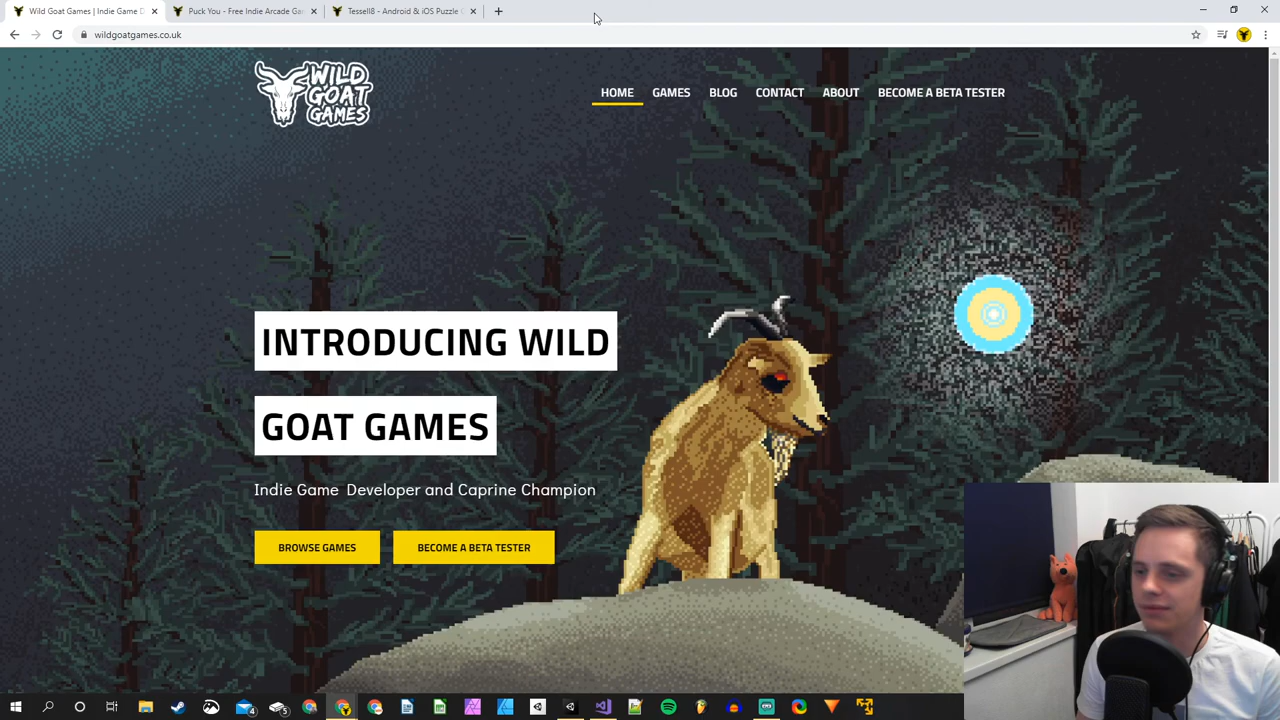 Wild Goat Games | Indie Game D
Puck You - Free Indie Arcade Gam
Tessell8 - Android & iOS Puzzle G
wildgoatgames.co.uk
WILD
GOAT
GAMES
HOME
GAMES
BLOG
CONTACT
ABOUT
BECOME A BETA TESTER
INTRODUCING WILD
GOAT GAMES
Indie Game Developer and Caprine Champion
BROWSE GAMES
BECOME A BETA TESTER